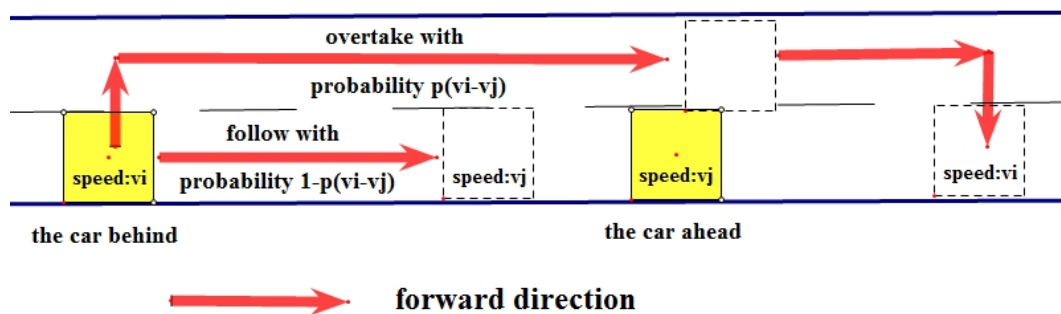 overtake with
probability p(vi-vj)
follow with
probability 1-p(vi-vj)
speed:vi
speed:vj
speed:vj
speed:vi
the car behind
the car ahead
forward direction